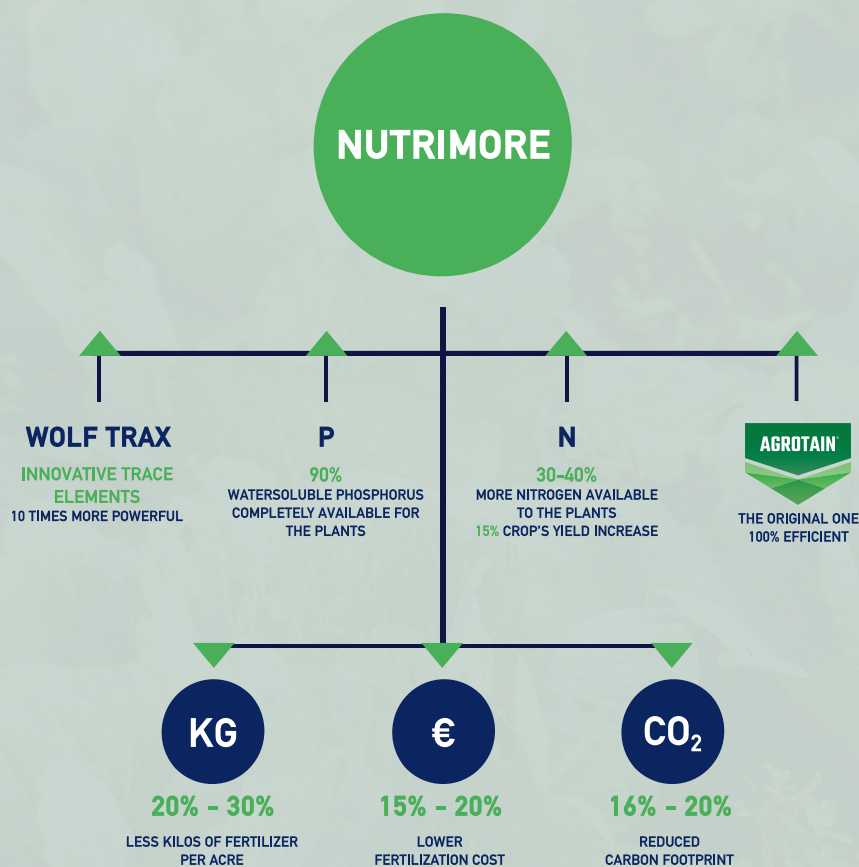 NUTRIMORE
WOLF TRAX
INNOVATIVE TRACE
ELEMENTS
10 TIMES MORE POWERFUL
P
90%
WATERSOLUBLE PHOSPHORUS
COMPLETELY AVAILABLE FOR
THE PLANTS
N
30-40%
MORE NITROGEN AVAILABLE
TO THE PLANTS
15% CROP'S YIELD INCREASE
AGROTAIN
THE ORIGINAL ONE
100% EFFICIENT
KG
20% - 30%
LESS KILOS OF FERTILIZER
PER ACRE
€
15% - 20%
LOWER
FERTILIZATION COST
CO₂
16% - 20%
REDUCED
CARBON FOOTPRINT